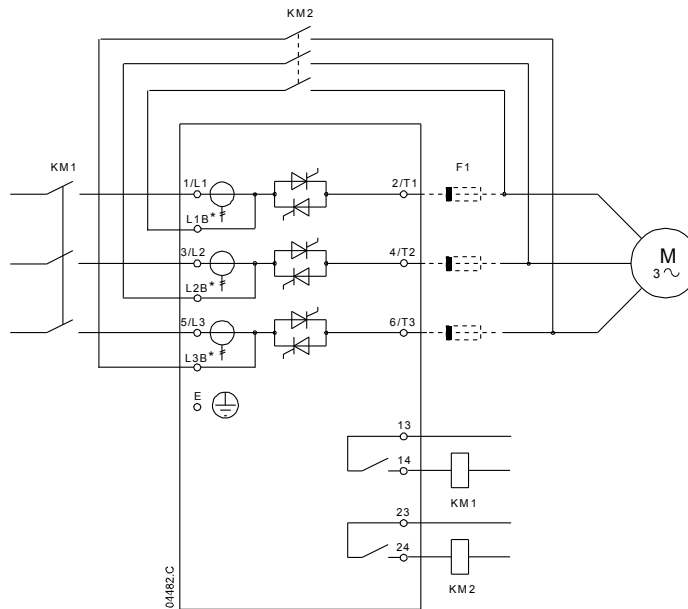 KM2
KM1
F1
1/L1
2/T1
L1B*
3/L2
4/T2
M
3
L2B*
5/L3
6/T3
L3B*
E
13
14
KM1
23
24
KM2
04482.C